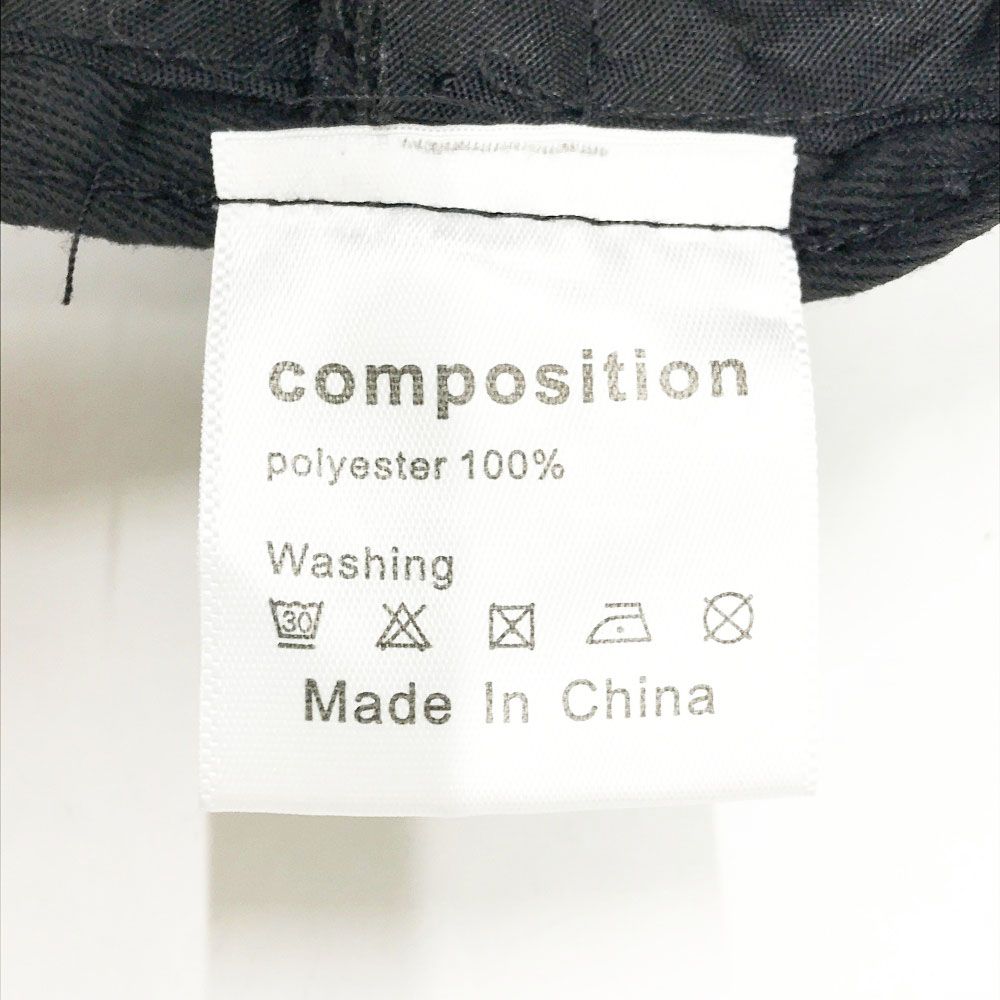 composition
polyester 100%
Washing
30
Made In China